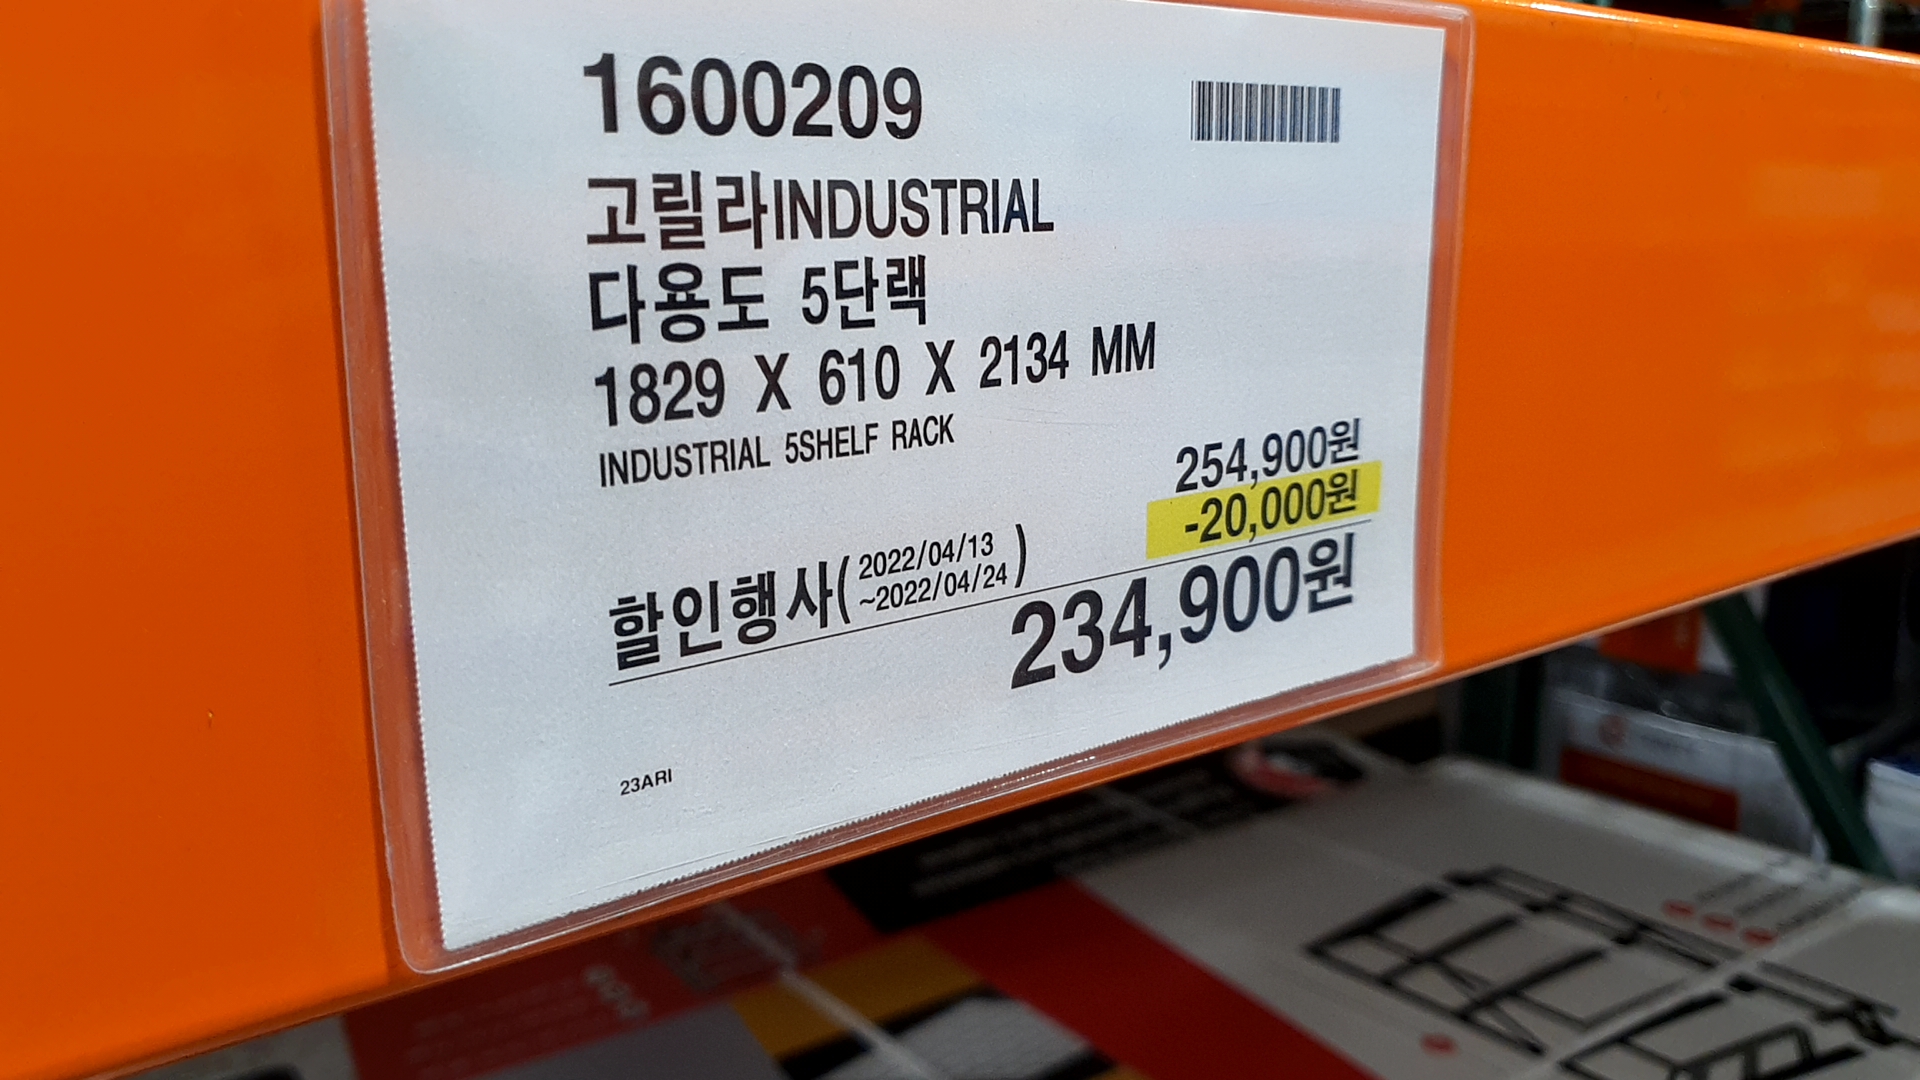 1600209
고릴라INDUSTRIAL
다용도 5단랙
1829 X 610 X 2134 MM
INDUSTRIAL 5SHELF RACK
254,900원
-20,000원
할인행사(2022/04/13
~2022/04/24)
234,900원
23ARI